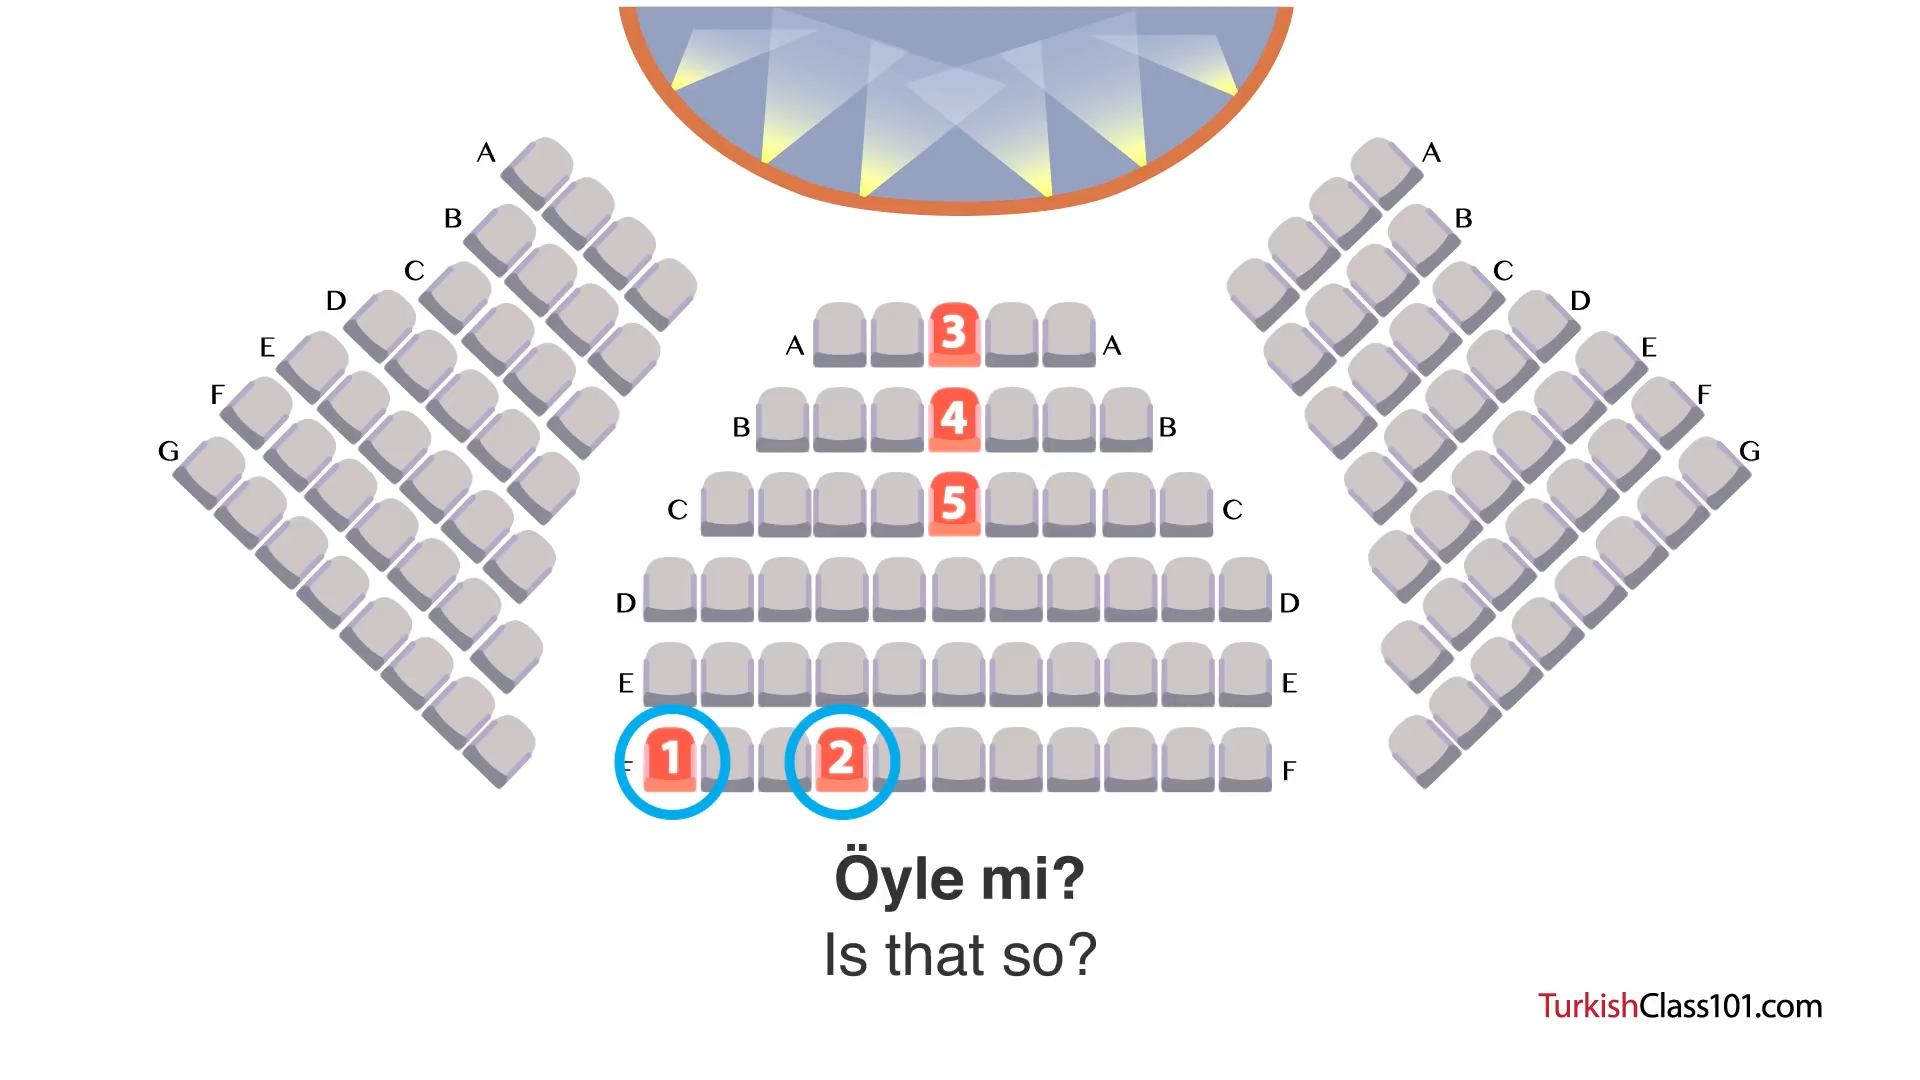 A A
B B
C C
D D
E E
F F
G G
A 3 A
B 4 B
C 5 C
D D
E E
F 1 2 F
Öyle mi?
Is that so?
TurkishClass101.com